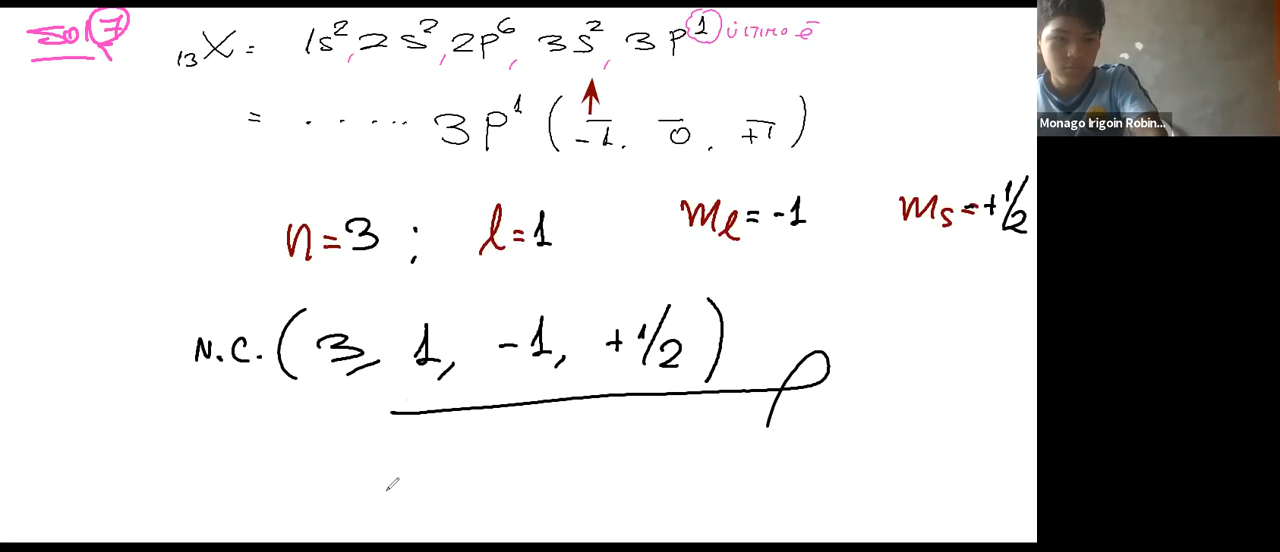 Sol 7
₁₃X = 1s², 2s², 2p⁶, 3s², 3p¹ último ē
= ..... 3p¹ ( -1, 0, +1 )
n=3 ; l=1 mₗ = -1 mₛ=+1/2
N.C. ( 3, 1, -1, +1/2 )
Monago Irigoin Robin...